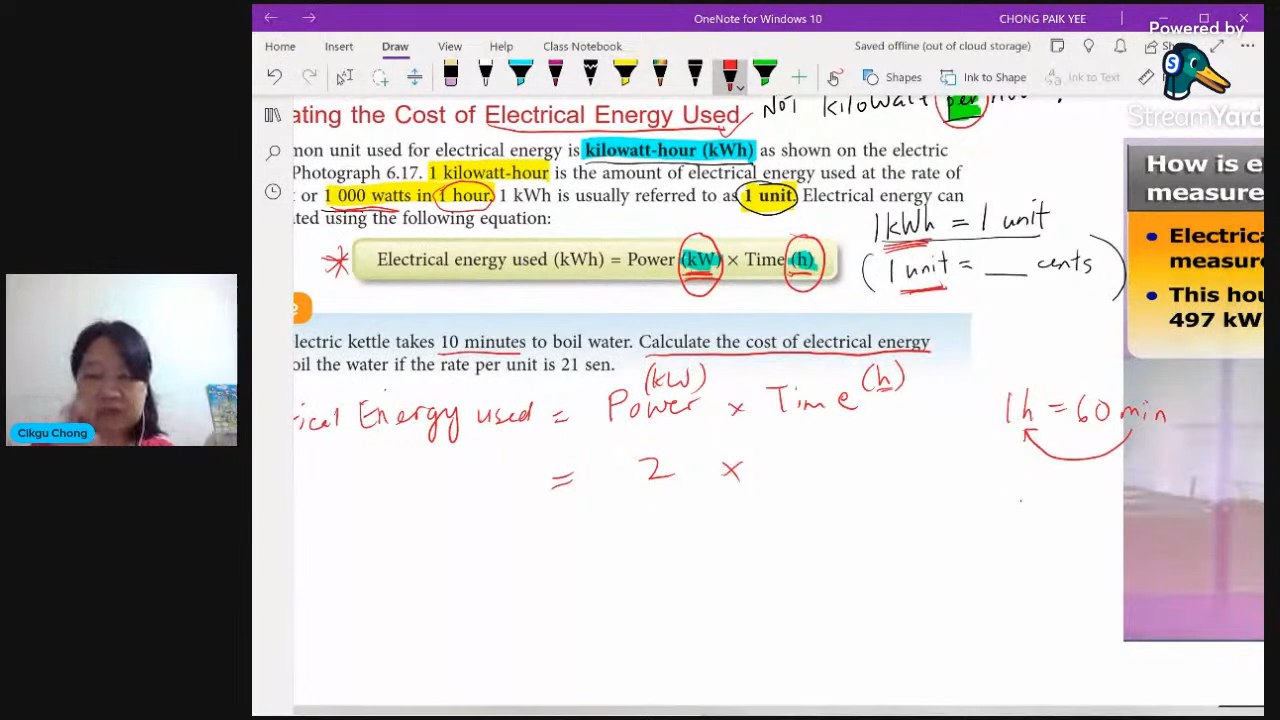 OneNote for Windows 10
CHONG PAIK YEE
Powered by
Home Insert Draw View Help Class Notebook
Saved offline (out of cloud storage)
Share
Shapes Ink to Shape Ink to Text
StreamYard
ating the Cost of Electrical Energy Used
NOT kilowatt per hour.
mon unit used for electrical energy is kilowatt-hour (kWh) as shown on the electric
Photograph 6.17. 1 kilowatt-hour is the amount of electrical energy used at the rate of
or 1 000 watts in 1 hour. 1 kWh is usually referred to as 1 unit. Electrical energy can
ted using the following equation:
1 kWh = 1 unit
Electrical energy used (kWh) = Power (kW) × Time (h)
(1 unit = ___ cents)
How is e
measure
Electrica
measura
This hou
497 kW
lectric kettle takes 10 minutes to boil water. Calculate the cost of electrical energy
oil the water if the rate per unit is 21 sen.
(kW) (h)
ical Energy used = Power × Time
1h = 60 min
= 2 ×
Cikgu Chong